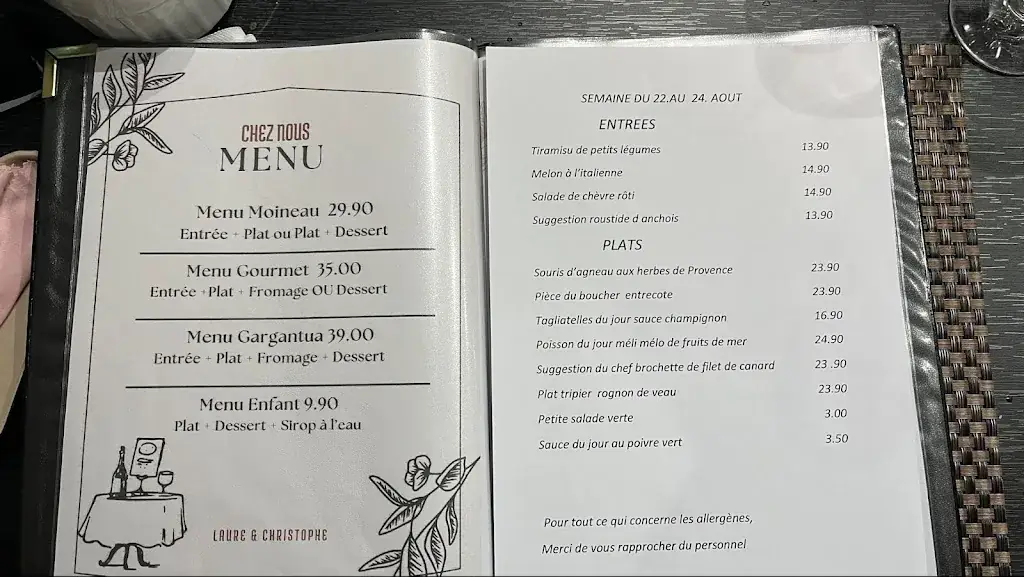 CHEZ NOUS
MENU
Menu Moineau 29.90
Entrée + Plat ou Plat + Dessert
Menu Gourmet 35.00
Entrée +Plat + Fromage OU Dessert
Menu Gargantua 39.00
Entrée + Plat + Fromage + Dessert
Menu Enfant 9.90
Plat + Dessert + Sirop à l'eau
LAURE & CHRISTOPHE
SEMAINE DU 22.AU 24. AOUT
ENTREES
Tiramisu de petits légumes 13.90
Melon à l'italienne 14.90
Salade de chèvre rôti 14.90
Suggestion roustide d anchois 13.90
PLATS
Souris d'agneau aux herbes de Provence 23.90
Pièce du boucher entrecote 23.90
Tagliatelles du jour sauce champignon 16.90
Poisson du jour méli mélo de fruits de mer 24.90
Suggestion du chef brochette de filet de canard 23 .90
Plat tripier rognon de veau 23.90
Petite salade verte 3.00
Sauce du jour au poivre vert 3.50
Pour tout ce qui concerne les allergènes,
Merci de vous rapprocher du personnel